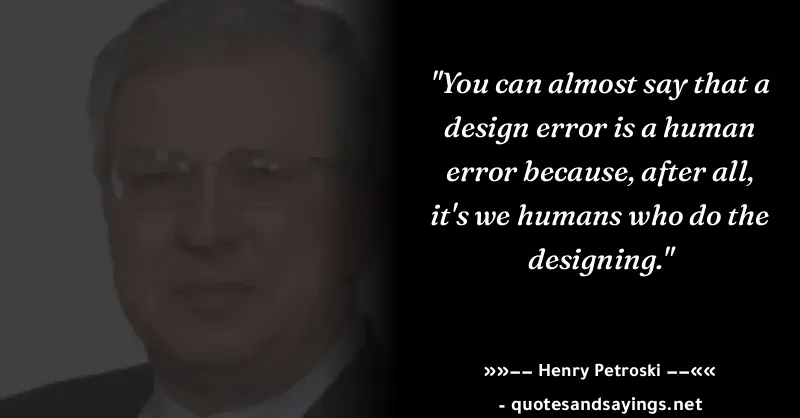 "You can almost say that a
design error is a human
error because, after all,
it's we humans who do the
designing."
»»−− Henry Petroski −−««
- quotesandsayings.net